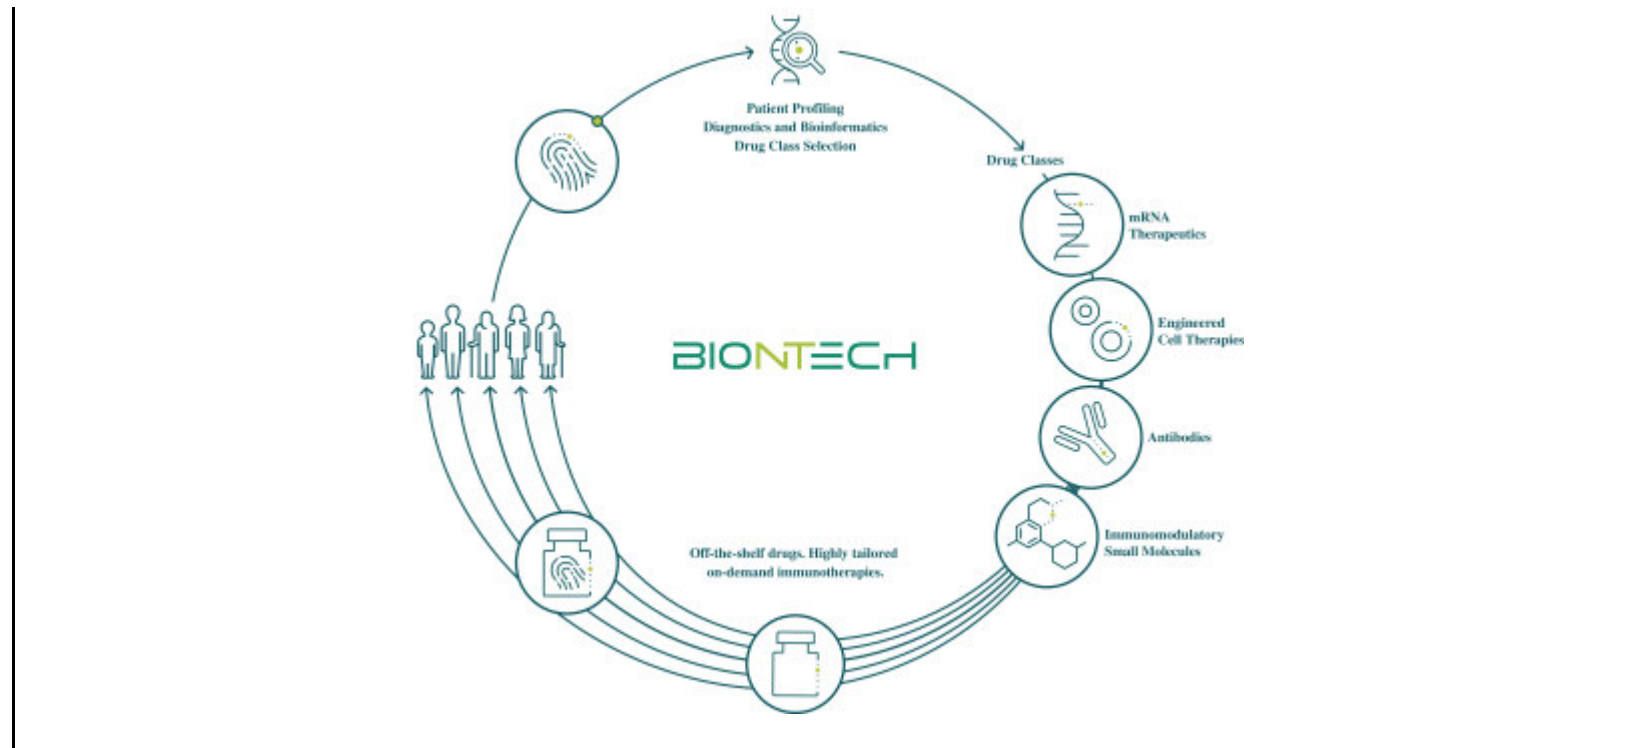 Patient Profiling
Diagnostics and Bioinformatics
Drug Class Selection
Drug Classes
mRNA
Therapeutics
Engineered
Cell Therapies
BIONTECH
Antibodies
Immunomodulatory
Small Molecules
Off-the-shelf drugs. Highly tailored
on-demand immunotherapies.